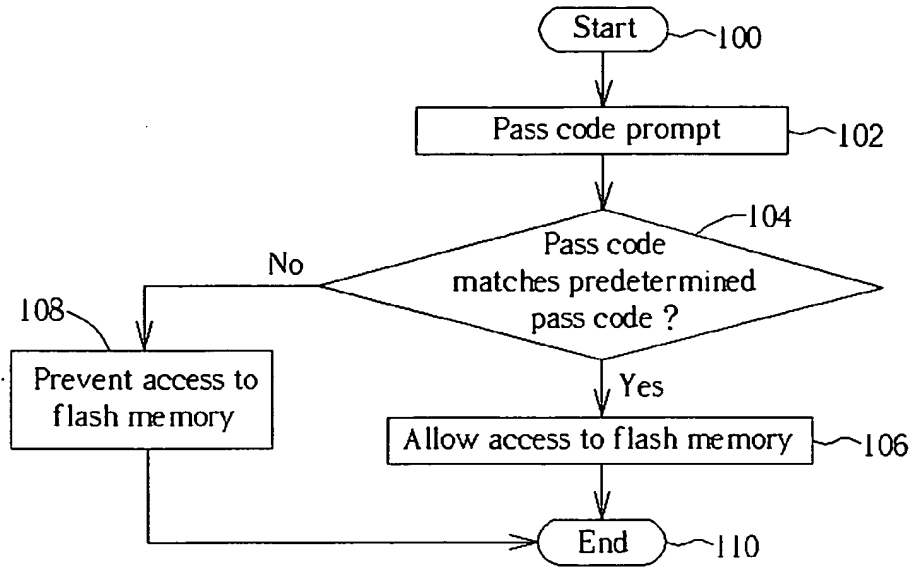 Start
100
Pass code prompt
102
104
Pass code
matches predetermined
pass code ?
No
108
Prevent access to
flash memory
Yes
Allow access to flash memory
106
End
110